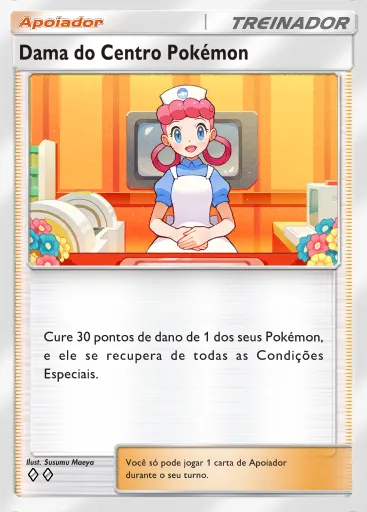 Apoiador
TREINADOR
Dama do Centro Pokémon
Cure 30 pontos de dano de 1 dos seus Pokémon,
e ele se recupera de todas as Condições
Especiais.
Ilust. Susumu Maeya
Você só pode jogar 1 carta de Apoiador
durante o seu turno.